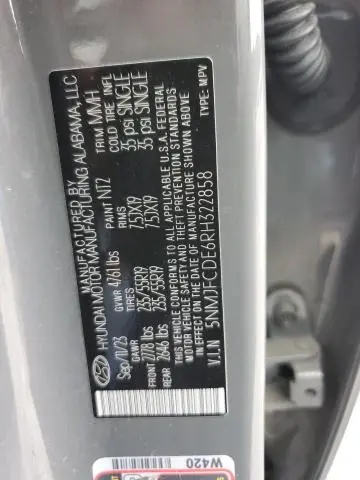 MANUFACTURED BY
HYUNDAI MOTOR MANUFACTURING ALABAMA, LLC
Sep/11/23 GVWR 4761 lbs PAINT NT2 TRIM MMH
GAWR TIRES RIMS COLD TIRE INFL
FRONT 2778 lbs 235/55R19 7.5JX19 35 psi SINGLE
REAR 2646 lbs 235/55R19 7.5JX19 35 psi SINGLE
THIS VEHICLE CONFORMS TO ALL APPLICABLE U.S.A. FEDERAL
VEHICLE SAFETY AND THEFT PREVENTION STANDARDS
IN EFFECT ON THE DATE OF MANUFACTURE SHOWN ABOVE
V.I.N 5NMJFCDE6RH322858 TYPE: MPV
W420